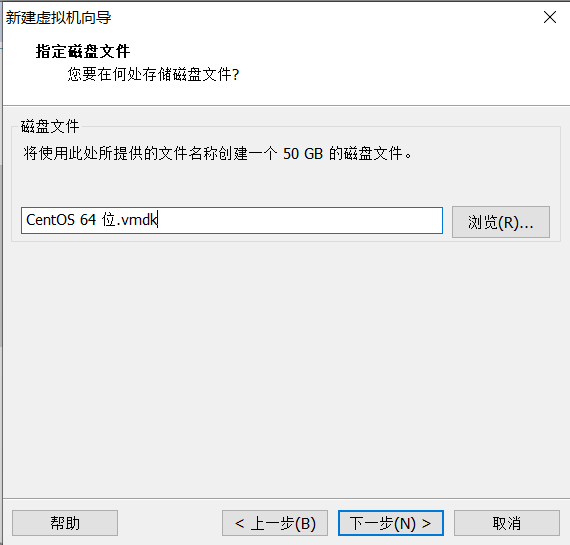 新建虚拟机向导
指定磁盘文件
您要在何处存储磁盘文件?
磁盘文件
将使用此处所提供的文件名称创建一个 50 GB 的磁盘文件。
CentOS 64 位.vmdk
浏览(R)...
帮助
< 上一步(B)
下一步(N) >
取消